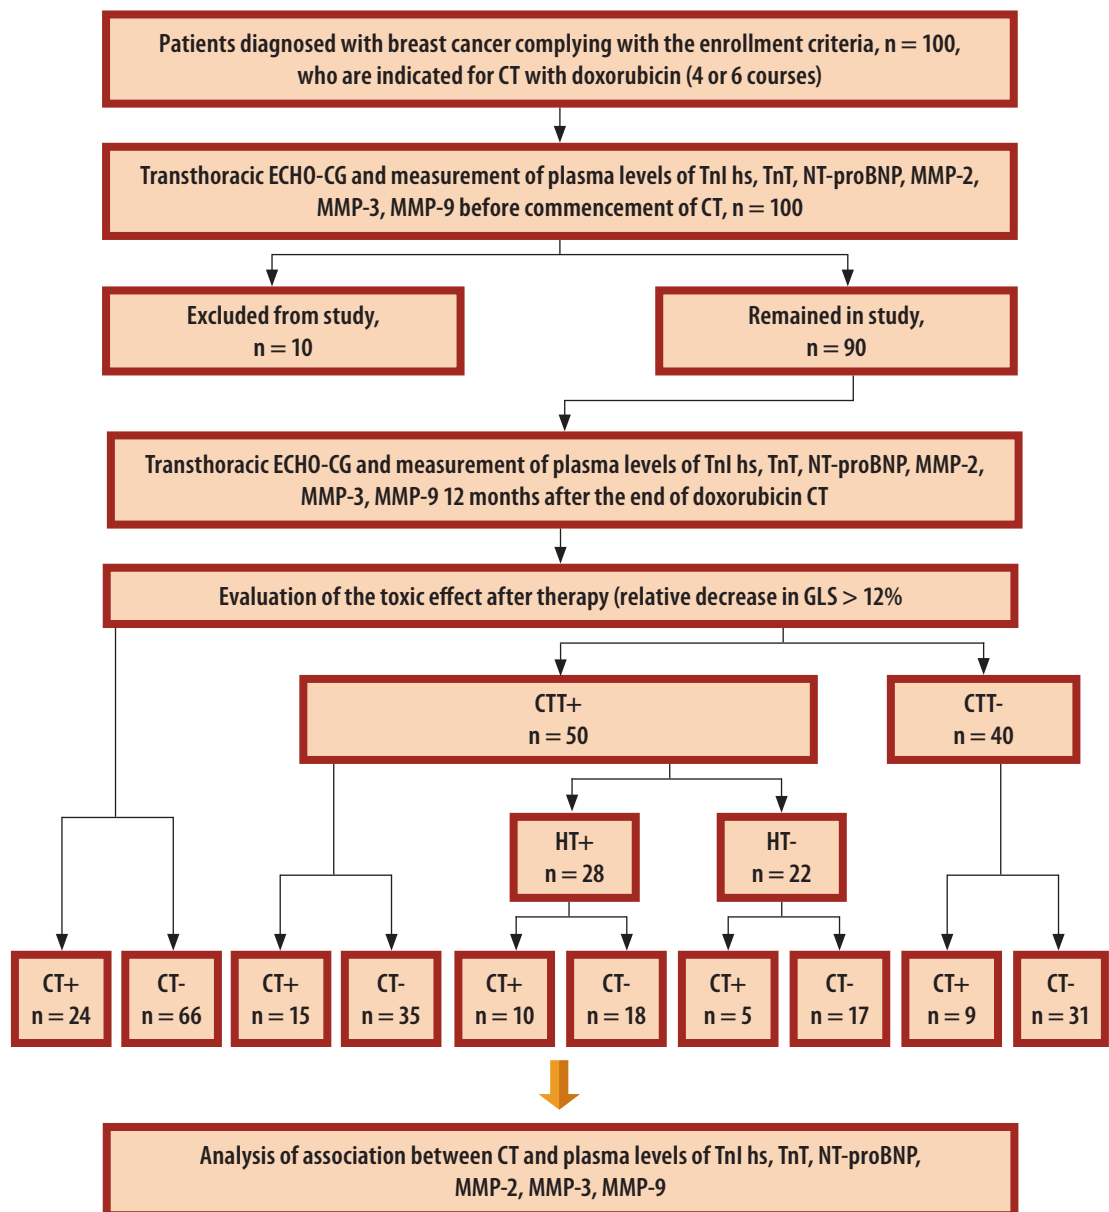 Patients diagnosed with breast cancer complying with the enrollment criteria, n = 100,
who are indicated for CT with doxorubicin (4 or 6 courses)
Transthoracic ECHO-CG and measurement of plasma levels of TnI hs, TnT, NT-proBNP, MMP-2,
MMP-3, MMP-9 before commencement of CT, n = 100
Excluded from study,
n = 10
Remained in study,
n = 90
Transthoracic ECHO-CG and measurement of plasma levels of TnI hs, TnT, NT-proBNP, MMP-2,
MMP-3, MMP-9 12 months after the end of doxorubicin CT
Evaluation of the toxic effect after therapy (relative decrease in GLS > 12%
CTT+
n = 50
CTT-
n = 40
HT+
n = 28
HT-
n = 22
CT+
n = 24
CT-
n = 66
CT+
n = 15
CT-
n = 35
CT+
n = 10
CT-
n = 18
CT+
n = 5
CT-
n = 17
CT+
n = 9
CT-
n = 31
Analysis of association between CT and plasma levels of TnI hs, TnT, NT-proBNP,
MMP-2, MMP-3, MMP-9